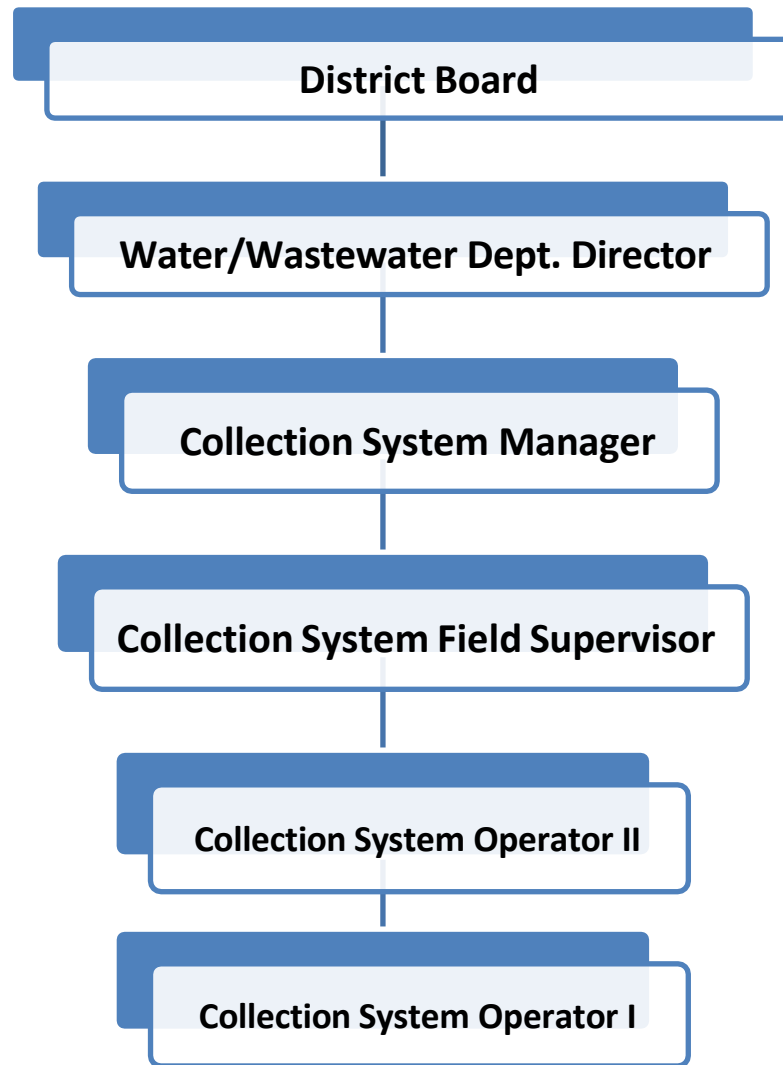 District Board
Water/Wastewater Dept. Director
Collection System Manager
Collection System Field Supervisor
Collection System Operator II
Collection System Operator I